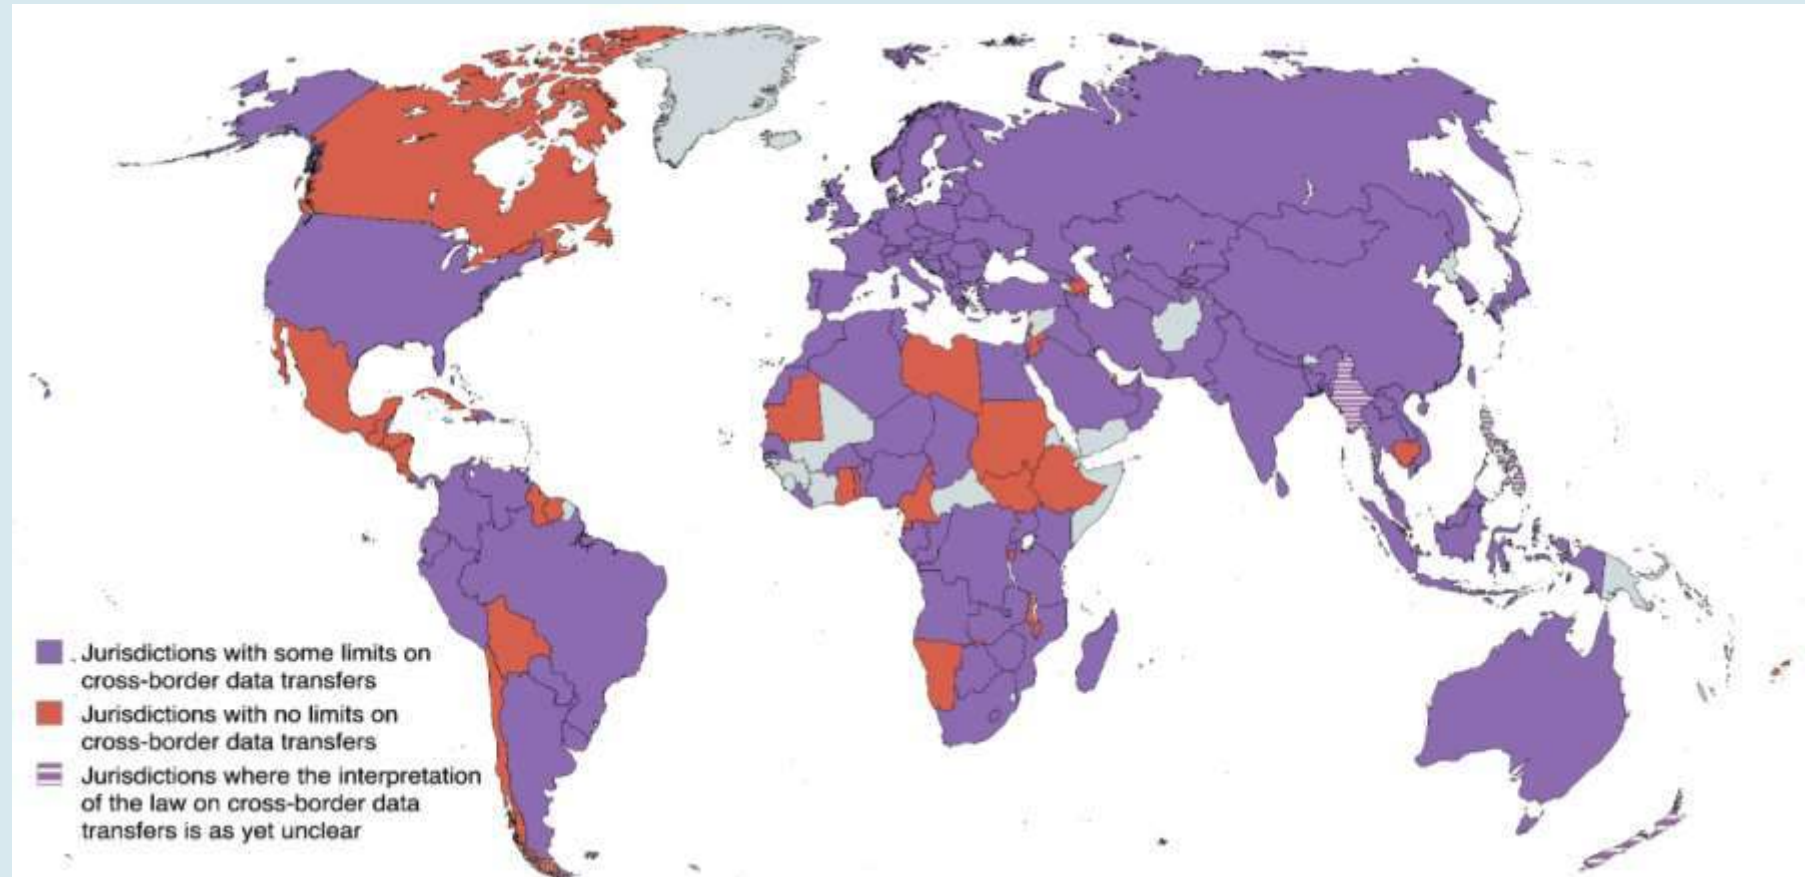 Jurisdictions with some limits on
cross-border data transfers
Jurisdictions with no limits on
cross-border data transfers
Jurisdictions where the interpretation
of the law on cross-border data
transfers is as yet unclear